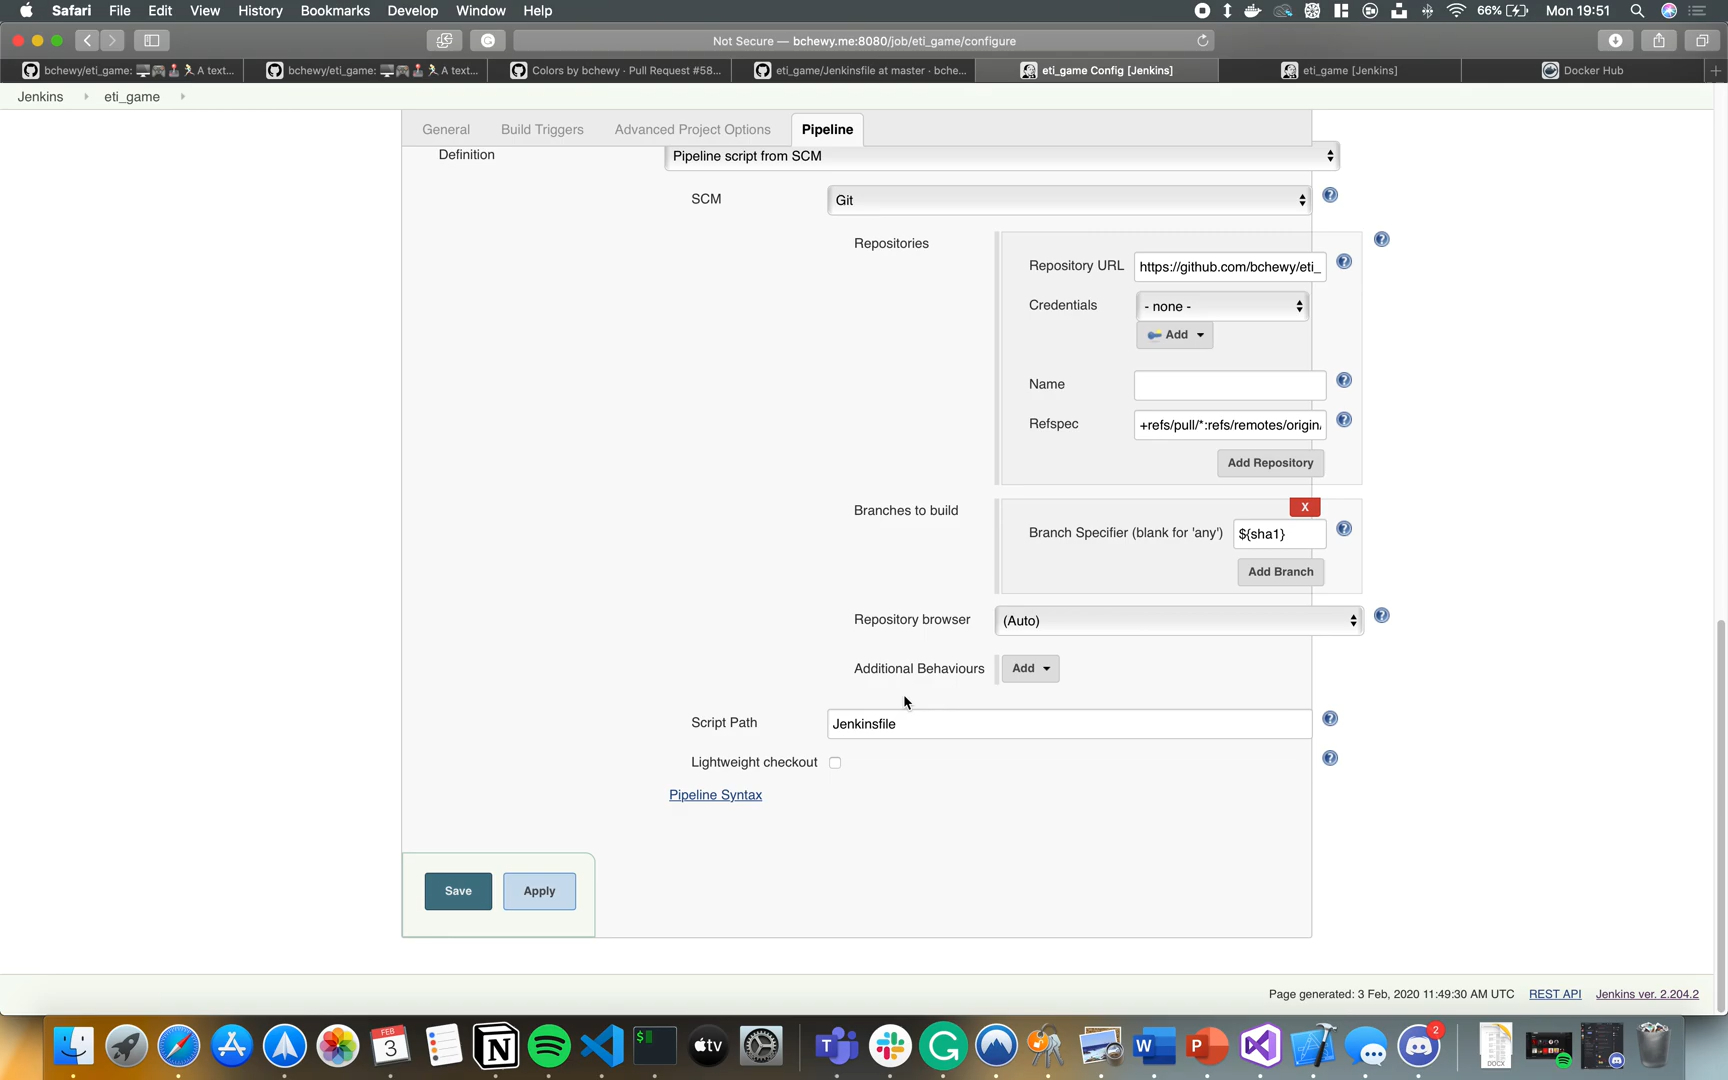 Safari File Edit View History Bookmarks Develop Window Help 66% Mon 19:51
Not Secure — bchewy.me:8080/job/eti_game/configure
bchewy/eti_game: 🖥🎮🕹🏃A text... bchewy/eti_game: 🖥🎮🕹🏃A text... Colors by bchewy · Pull Request #58... eti_game/Jenkinsfile at master · bche... eti_game Config [Jenkins] eti_game [Jenkins] Docker Hub
Jenkins eti_game
General Build Triggers Advanced Project Options Pipeline
Definition Pipeline script from SCM
SCM Git
Repositories
Repository URL https://github.com/bchewy/eti_
Credentials - none -
Add
Name
Refspec +refs/pull/*:refs/remotes/origin/
Add Repository
Branches to build
X
Branch Specifier (blank for 'any') ${sha1}
Add Branch
Repository browser (Auto)
Additional Behaviours Add
Script Path Jenkinsfile
Lightweight checkout
Pipeline Syntax
Save Apply
Page generated: 3 Feb, 2020 11:49:30 AM UTC REST API Jenkins ver. 2.204.2
FEB
3
tv
2
DOCX